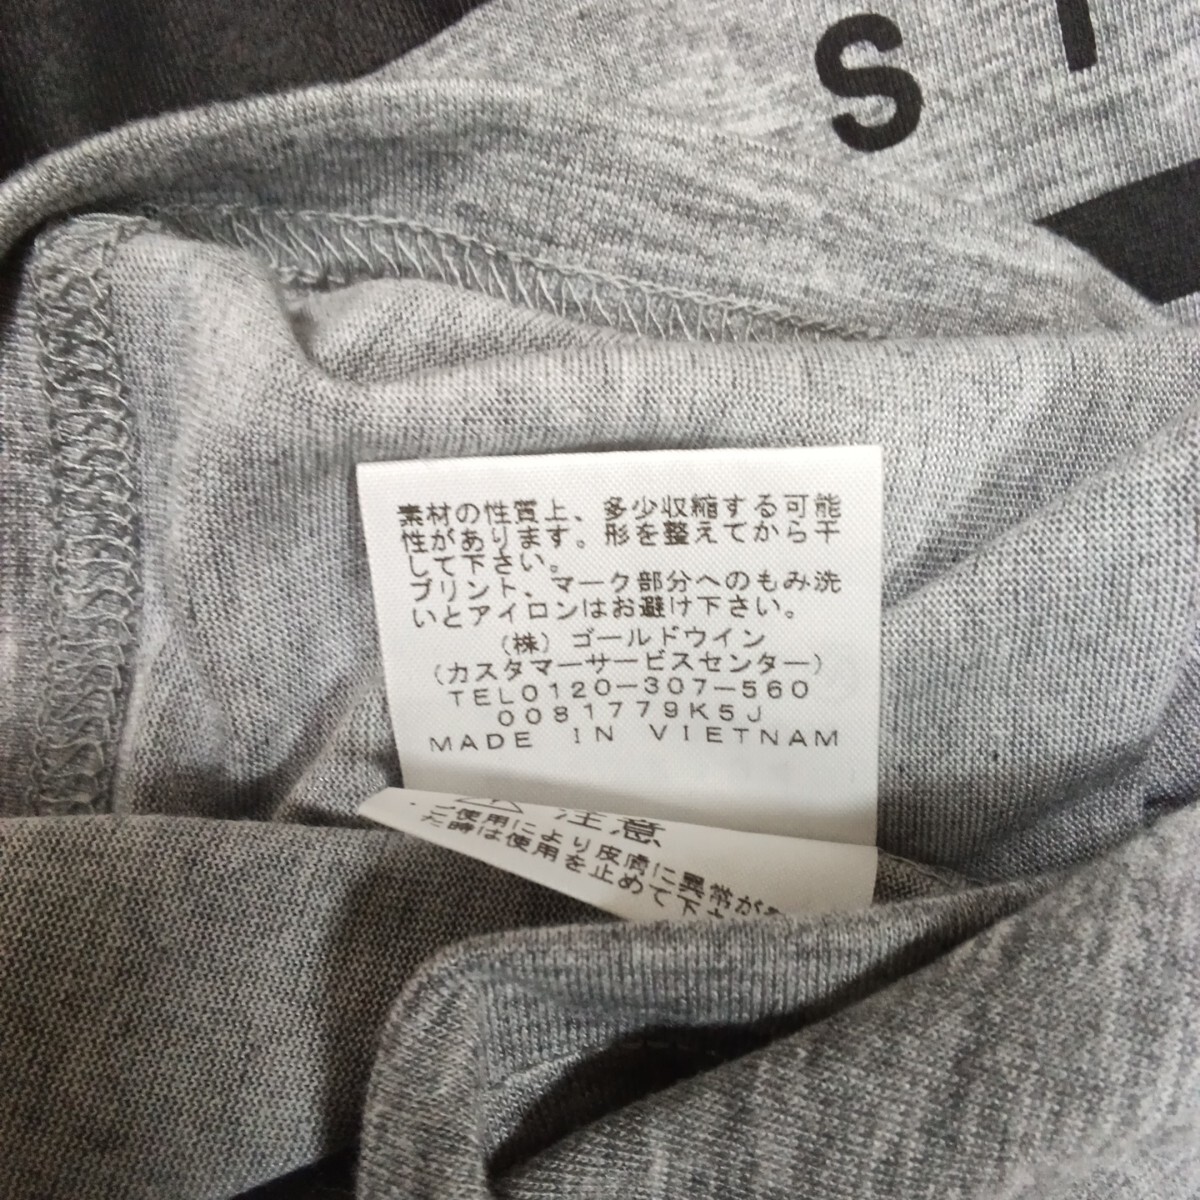 S
素材の性質上、多少収縮する可能
性があります。形を整えてから干
して下さい。
プリント、マーク部分へのもみ洗
いとアイロンはお避け下さい。
(株)ゴールドウイン
(カスタマーサービスセンター)
TEL0120-307-560
0081779K5J
MADE IN VIETNAM
注意
ご使用により皮膚に異常が
た時は使用を止めて下さ